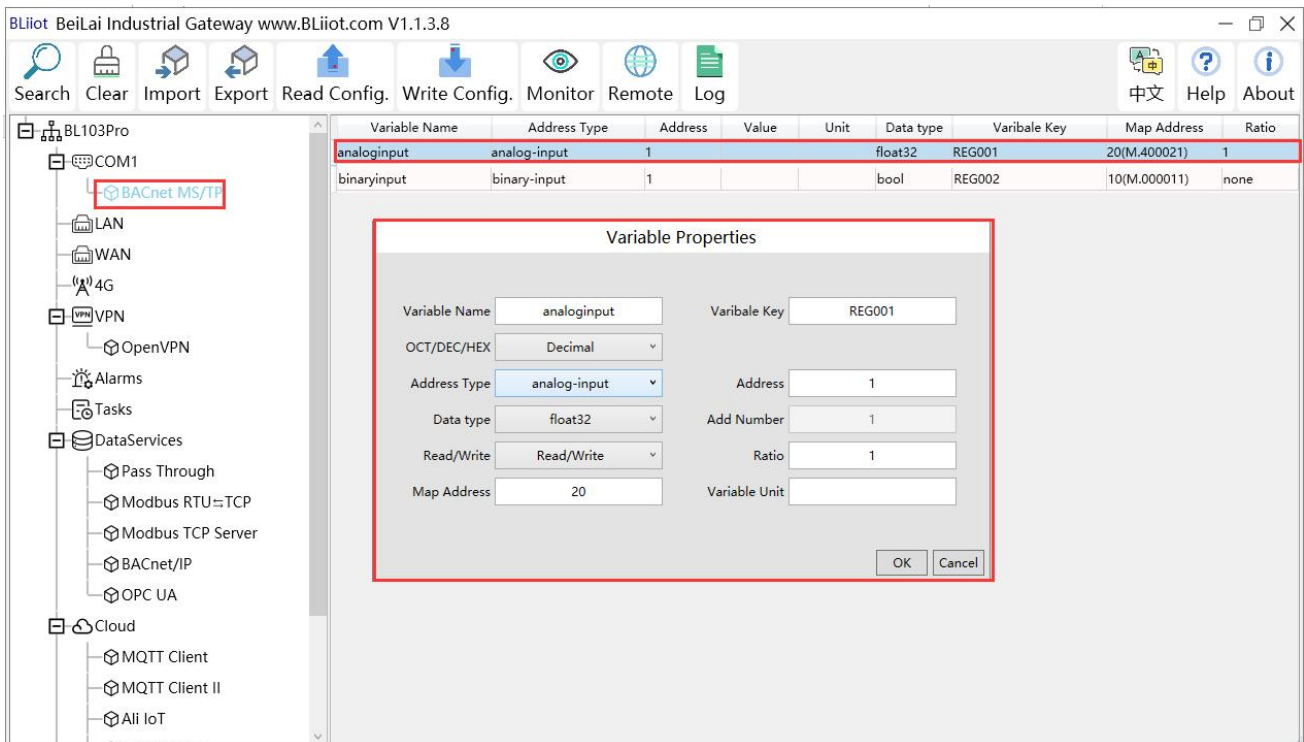 BLiiot BeiLai Industrial Gateway www.BLiiot.com V1.1.3.8
Search Clear Import Export Read Config. Write Config. Monitor Remote Log 中文 Help About
BL103Pro
COM1
BACnet MS/TP
LAN
WAN
4G
VPN VPN
OpenVPN
Alarms
Tasks
DataServices
Pass Through
Modbus RTU⇆TCP
Modbus TCP Server
BACnet/IP
OPC UA
Cloud
MQTT Client
MQTT Client II
Ali IoT
Variable Name Address Type Address Value Unit Data type Varibale Key Map Address Ratio
analoginput analog-input 1 float32 REG001 20(M.400021) 1
binaryinput binary-input 1 bool REG002 10(M.000011) none
Variable Properties
Variable Name analoginput Varibale Key REG001
OCT/DEC/HEX Decimal
Address Type analog-input Address 1
Data type float32 Add Number 1
Read/Write Read/Write Ratio 1
Map Address 20 Variable Unit
OK Cancel